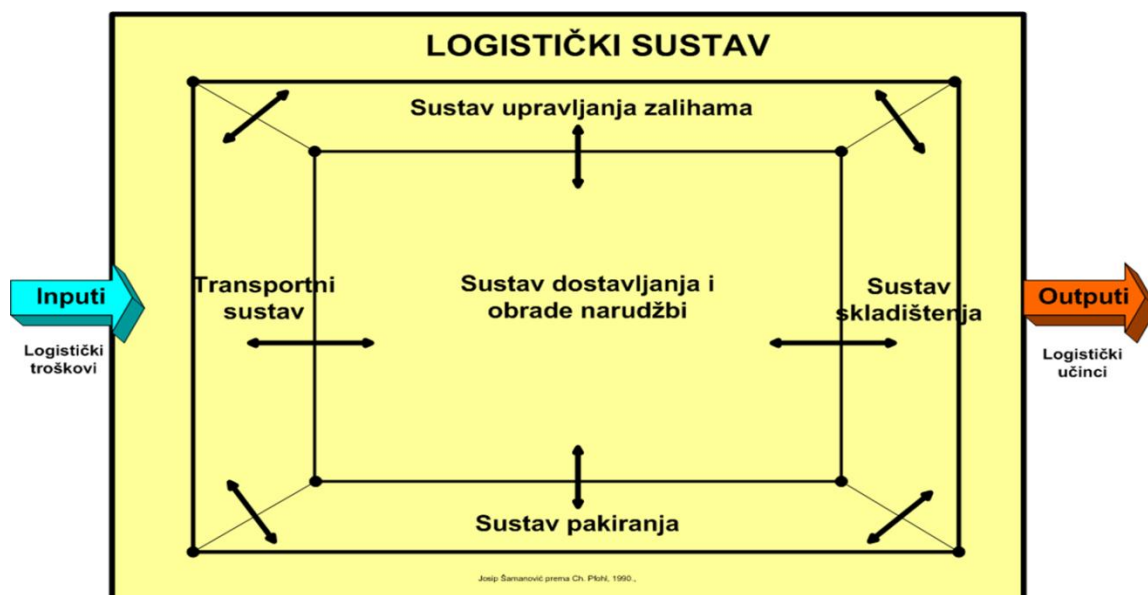 LOGISTIČKI SUSTAV
Sustav upravljanja zalihama
Inputi
Logistički
troškovi
Transportni
sustav
Sustav dostavljanja i
obrade narudžbi
Sustav
skladištenja
Outputi
Logistički
učinci
Sustav pakiranja
Josip Šamanović prema Ch. Pfohl, 1990.,